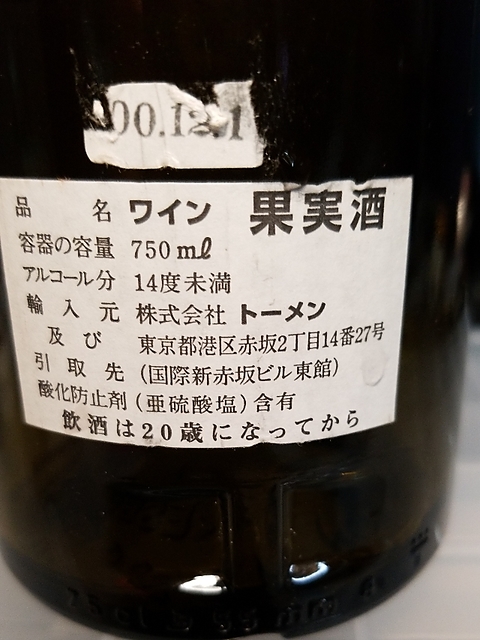 00.12.1
品名 ワイン 果実酒
容器の容量 750mℓ
アルコール分 14度未満
輸入元 株式会社 トーメン
及び 東京都港区赤坂2丁目14番27号
引取先 (国際新赤坂ビル東館)
酸化防止剤(亜硫酸塩)含有
飲酒は20歳になってから
75cl